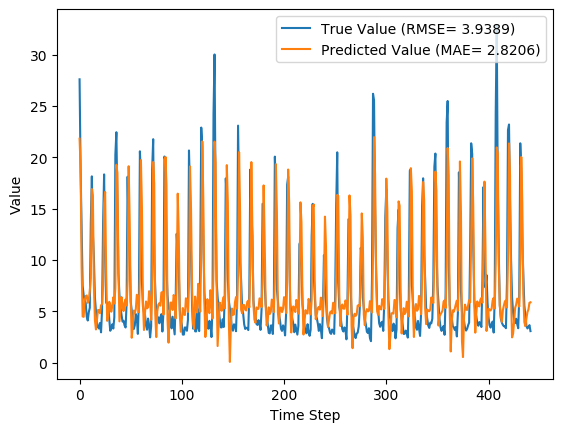 True Value (RMSE= 3.9389)
Predicted Value (MAE= 2.8206)
Value
30
25
20
15
10
5
0
0 100 200 300 400
Time Step